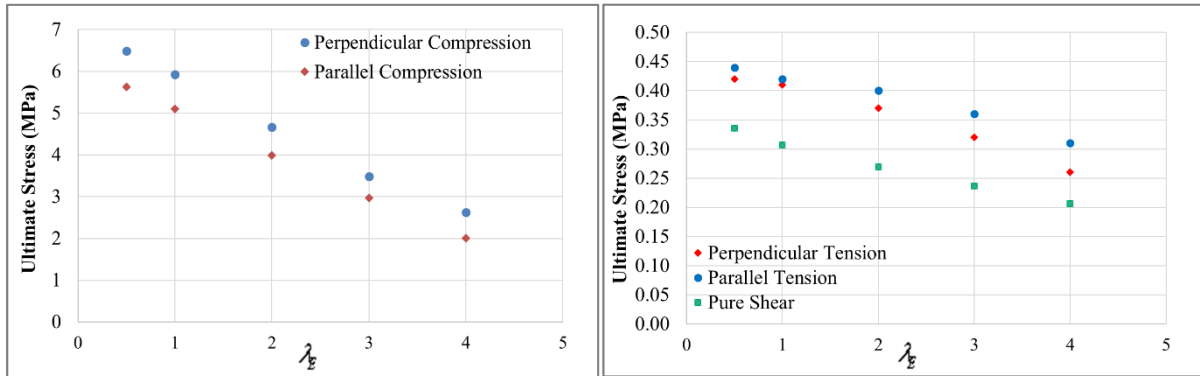 Ultimate Stress (MPa)
7
6
5
4
3
2
1
0
Perpendicular Compression
Parallel Compression
0 1 2 3 4 5
λE
Ultimate Stress (MPa)
0.50
0.45
0.40
0.35
0.30
0.25
0.20
0.15
0.10
0.05
0.00
Perpendicular Tension
Parallel Tension
Pure Shear
0 1 2 3 4 5
λE